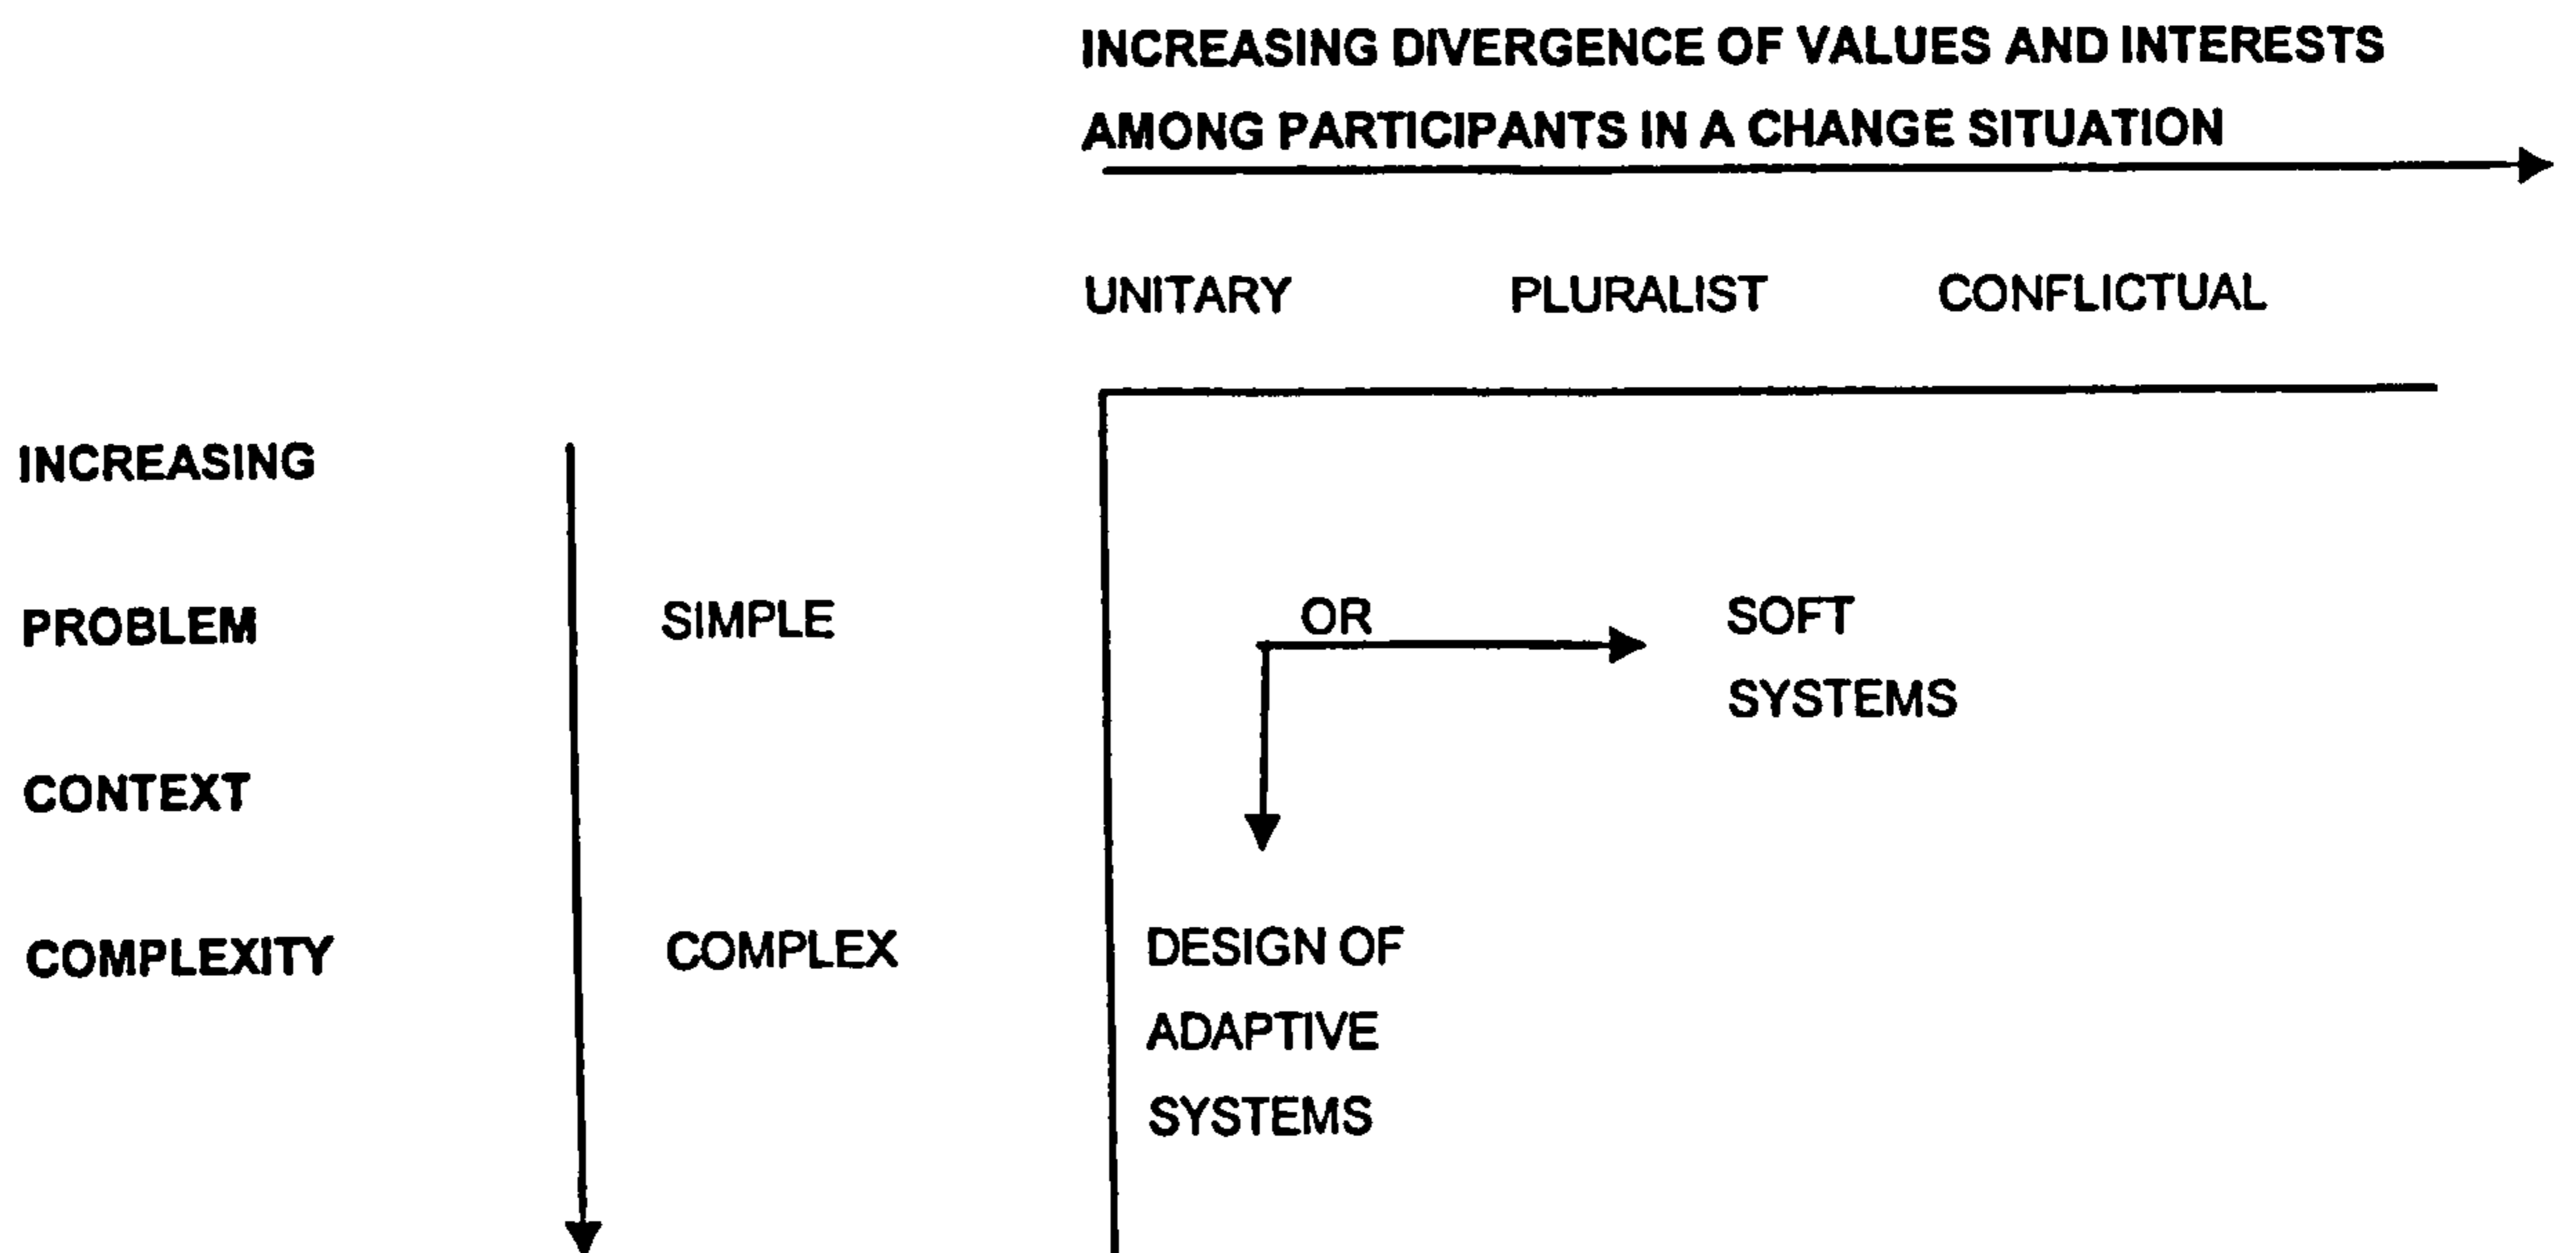 INCREASING DIVERGENCE OF VALUES AND INTERESTS
AMONG PARTICIPANTS IN A CHANGE SITUATION
UNITARY PLURALIST CONFLICTUAL
INCREASING
PROBLEM
CONTEXT
COMPLEXITY
SIMPLE
COMPLEX
OR
SOFT
SYSTEMS
DESIGN OF
ADAPTIVE
SYSTEMS